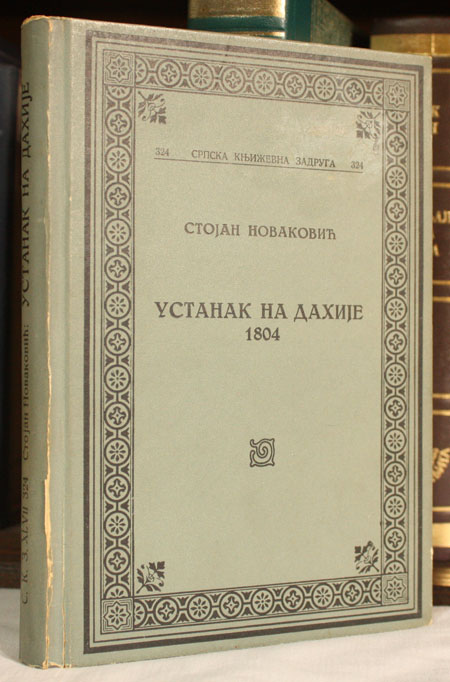 324 СРПСКА КЊИЖЕВНА ЗАДРУГА 324
СТОЈАН НОВАКОВИЋ
УСТАНАК НА ДАХИЈЕ
1804
С. К. З. XLVII 324 Стојан Новаковић: УСТАНАК НА ДАХИЈЕ